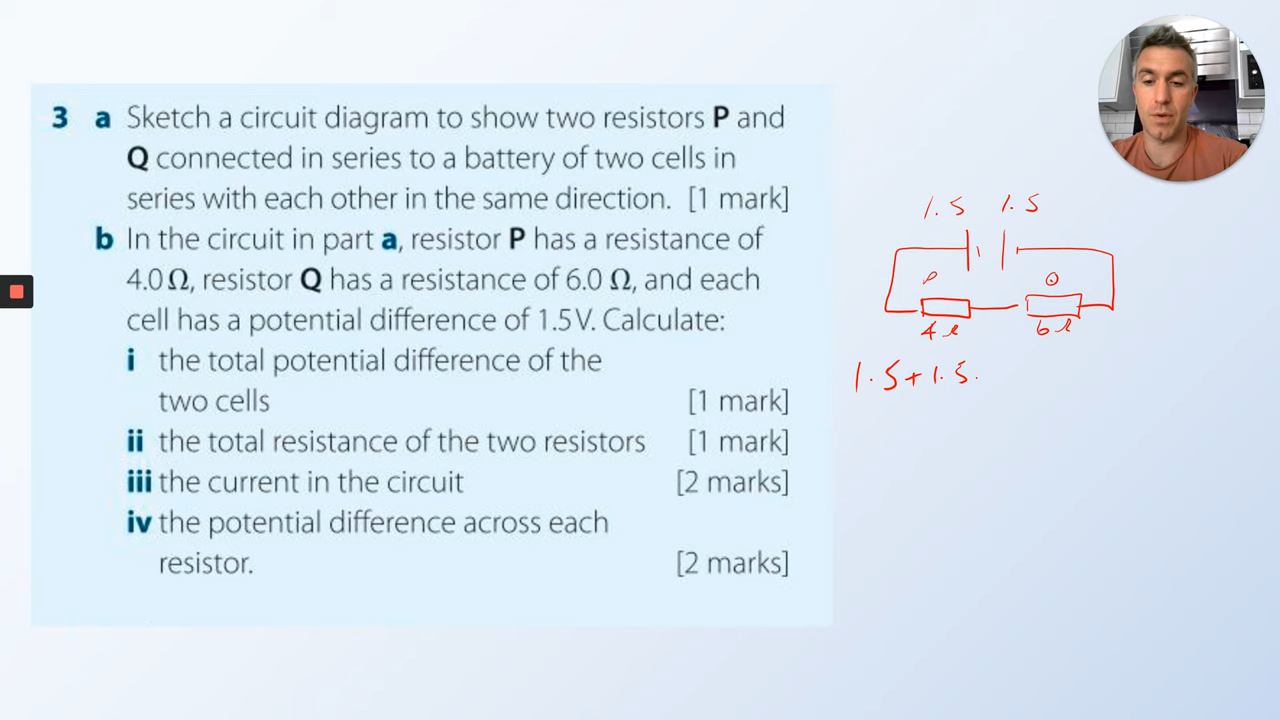 3 a Sketch a circuit diagram to show two resistors P and
Q connected in series to a battery of two cells in
series with each other in the same direction. [1 mark]
b In the circuit in part a, resistor P has a resistance of
4.0 Ω, resistor Q has a resistance of 6.0 Ω, and each
cell has a potential difference of 1.5 V. Calculate:
i the total potential difference of the
two cells [1 mark]
ii the total resistance of the two resistors [1 mark]
iii the current in the circuit [2 marks]
iv the potential difference across each
resistor. [2 marks]
1.5 1.5
P Q
4Ω 6Ω
1.5+1.5